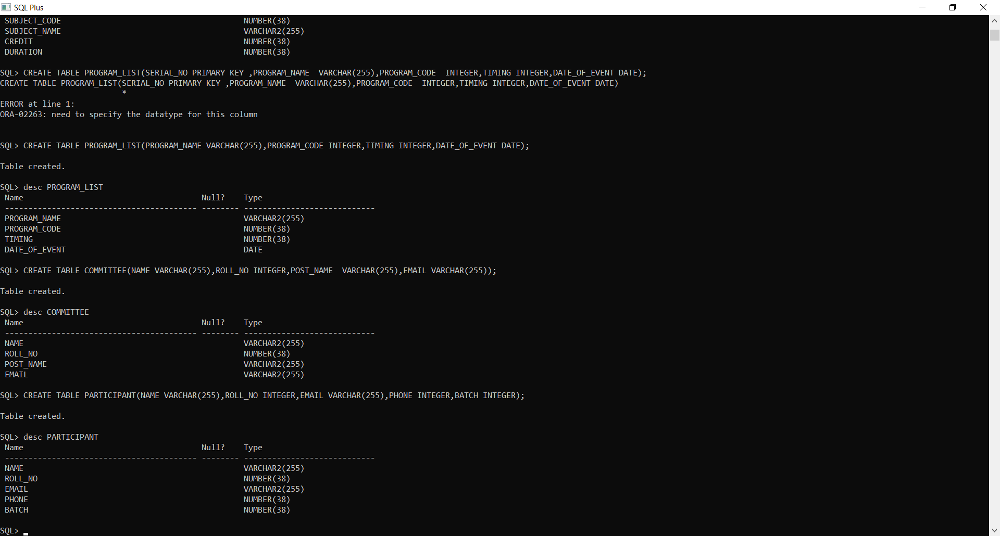 SQL Plus
SUBJECT_CODE NUMBER(38)
SUBJECT_NAME VARCHAR2(255)
CREDIT NUMBER(38)
DURATION NUMBER(38)
SQL> CREATE TABLE PROGRAM_LIST(SERIAL_NO PRIMARY KEY ,PROGRAM_NAME  VARCHAR(255),PROGRAM_CODE  INTEGER,TIMING INTEGER,DATE_OF_EVENT DATE);
CREATE TABLE PROGRAM_LIST(SERIAL_NO PRIMARY KEY ,PROGRAM_NAME  VARCHAR(255),PROGRAM_CODE  INTEGER,TIMING INTEGER,DATE_OF_EVENT DATE)
*
ERROR at line 1:
ORA-02263: need to specify the datatype for this column
SQL> CREATE TABLE PROGRAM_LIST(PROGRAM_NAME VARCHAR(255),PROGRAM_CODE INTEGER,TIMING INTEGER,DATE_OF_EVENT DATE);
Table created.
SQL> desc PROGRAM_LIST
Name Null? Type
----------------------------------------- -------- ----------------------------
PROGRAM_NAME VARCHAR2(255)
PROGRAM_CODE NUMBER(38)
TIMING NUMBER(38)
DATE_OF_EVENT DATE
SQL> CREATE TABLE COMMITTEE(NAME VARCHAR(255),ROLL_NO INTEGER,POST_NAME  VARCHAR(255),EMAIL VARCHAR(255));
Table created.
SQL> desc COMMITTEE
Name Null? Type
----------------------------------------- -------- ----------------------------
NAME VARCHAR2(255)
ROLL_NO NUMBER(38)
POST_NAME VARCHAR2(255)
EMAIL VARCHAR2(255)
SQL> CREATE TABLE PARTICIPANT(NAME VARCHAR(255),ROLL_NO INTEGER,EMAIL VARCHAR(255),PHONE INTEGER,BATCH INTEGER);
Table created.
SQL> desc PARTICIPANT
Name Null? Type
----------------------------------------- -------- ----------------------------
NAME VARCHAR2(255)
ROLL_NO NUMBER(38)
EMAIL VARCHAR2(255)
PHONE NUMBER(38)
BATCH NUMBER(38)
SQL>